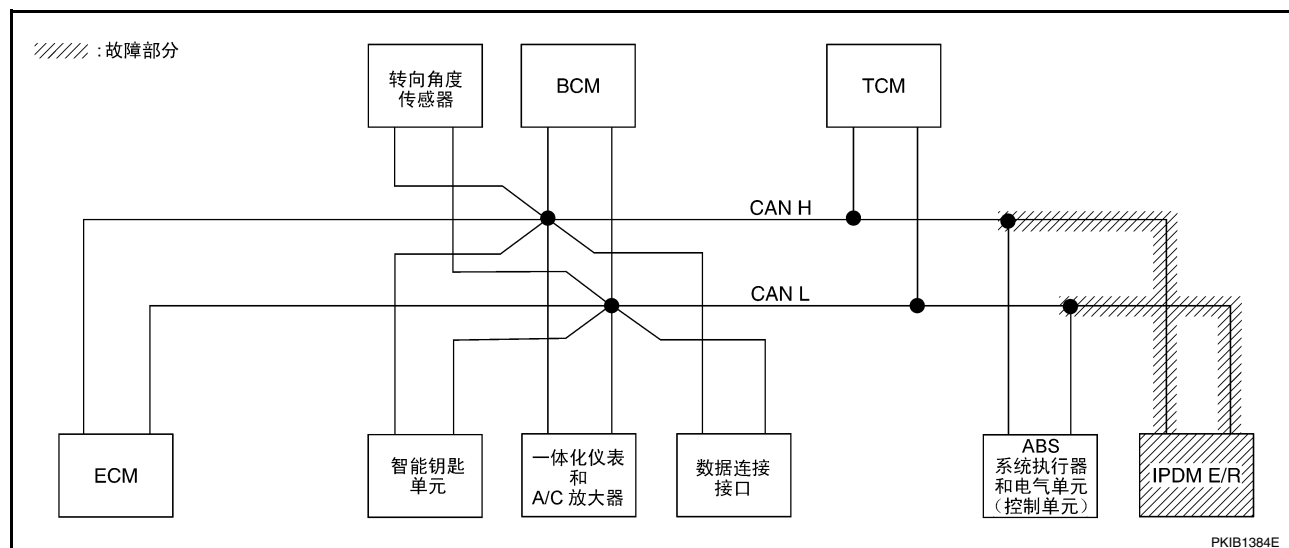 : 故障部分
转向角度
传感器
BCM
TCM
CAN H
CAN L
ECM
智能钥匙
单元
一体化仪表
和
A/C 放大器
数据连接
接口
ABS
系统执行器
和电气单元
（控制单元）
IPDM E/R
PKIB1384E